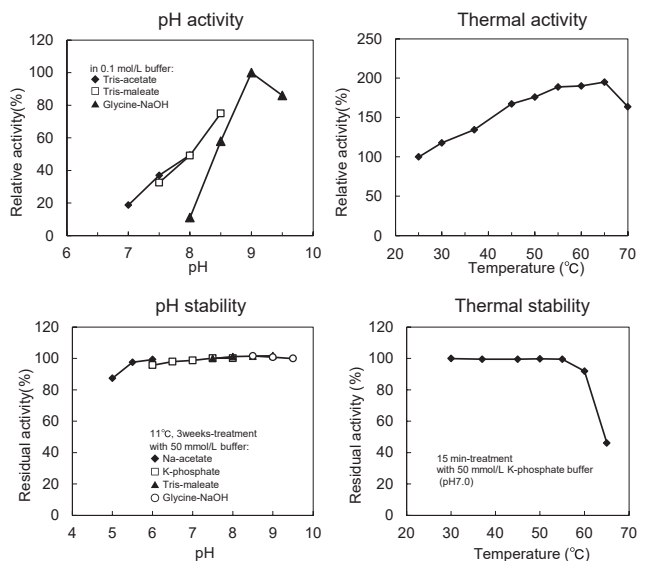 pH activity
120
100
80
60
40
20
0
6
7
8
9
10
Relative activity(%)
pH
in 0.1 mol/L buffer:
Tris-acetate
Tris-maleate
Glycine-NaOH
Thermal activity
250
200
150
100
50
0
20
30
40
50
60
70
Relative activity(%)
Temperature (℃)
pH stability
120
100
80
60
40
20
0
4
5
6
7
8
9
10
Residual activity(%)
pH
11℃, 3weeks-treatment
with 50 mmol/L buffer:
Na-acetate
K-phosphate
Tris-maleate
Glycine-NaOH
Thermal stability
120
100
80
60
40
20
0
20
30
40
50
60
70
Residual activity(%)
Temperature (℃)
15 min-treatment
with 50 mmol/L K-phosphate buffer
(pH7.0)